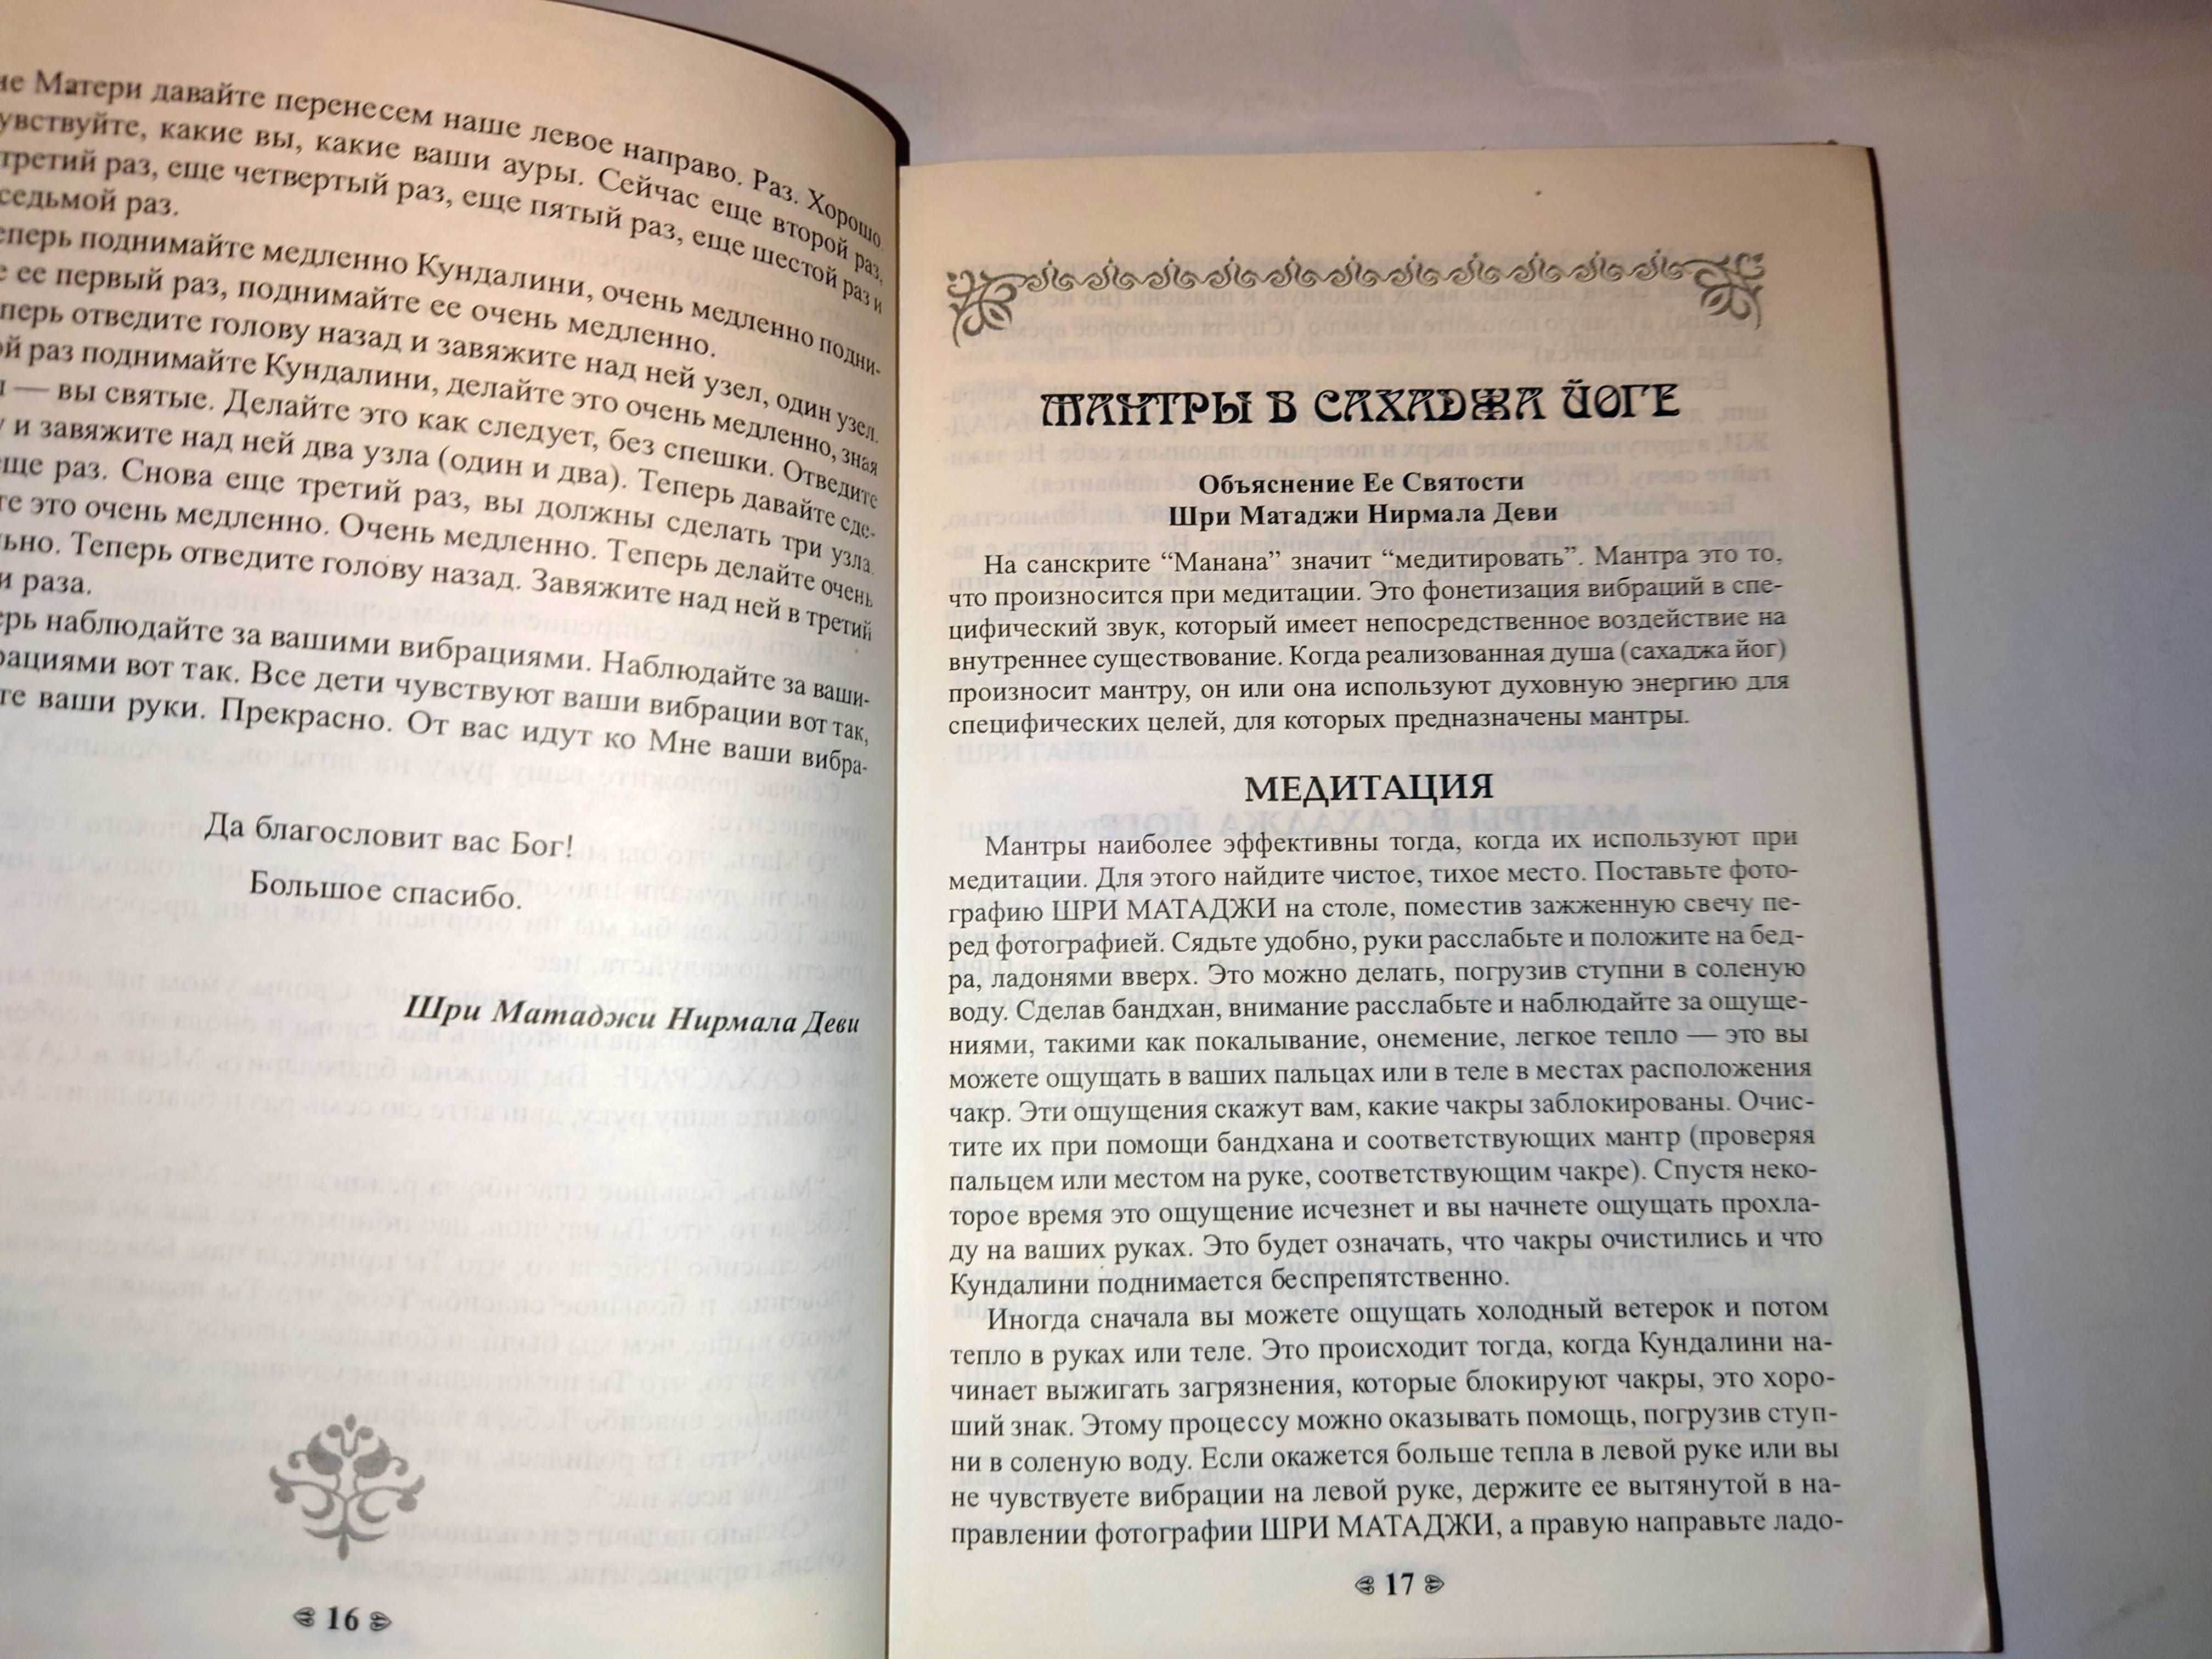 не Матери давайте перенесем наше левое направо. Раз. Хорошо.
увствуйте, какие вы, какие ваши ауры. Сейчас еще второй раз,
третий раз, еще четвертый раз, еще пятый раз, еще шестой раз и
седьмой раз.
еперь поднимайте медленно Кундалини, очень медленно подни-
е ее первый раз, поднимайте ее очень медленно.
перь отведите голову назад и завяжите над ней узел, один узел.
ой раз поднимайте Кундалини, делайте это очень медленно, зная
— вы святые. Делайте это как следует, без спешки. Отведите
у и завяжите над ней два узла (один и два). Теперь давайте сде-
еще раз. Снова еще третий раз, вы должны сделать три узла.
те это очень медленно. Очень медленно. Теперь делайте очень
льно. Теперь отведите голову назад. Завяжите над ней в третий
и раза.
ерь наблюдайте за вашими вибрациями. Наблюдайте за ваши-
рациями вот так. Все дети чувствуют ваши вибрации вот так,
те ваши руки. Прекрасно. От вас идут ко Мне ваши вибра-
Да благословит вас Бог!
Большое спасибо.
Шри Матаджи Нирмала Деви
16
МАНТРЫ В САХАДЖА ЙОГЕ
Объяснение Ее Святости
Шри Матаджи Нирмала Деви
На санскрите “Манана” значит “медитировать”. Мантра это то,
что произносится при медитации. Это фонетизация вибраций в спе-
цифический звук, который имеет непосредственное воздействие на
внутреннее существование. Когда реализованная душа (сахаджа йог)
произносит мантру, он или она используют духовную энергию для
специфических целей, для которых предназначены мантры.
МЕДИТАЦИЯ
Мантры наиболее эффективны тогда, когда их используют при
медитации. Для этого найдите чистое, тихое место. Поставьте фото-
графию ШРИ МАТАДЖИ на столе, поместив зажженную свечу пе-
ред фотографией. Сядьте удобно, руки расслабьте и положите на бед-
ра, ладонями вверх. Это можно делать, погрузив ступни в соленую
воду. Сделав бандхан, внимание расслабьте и наблюдайте за ощуще-
ниями, такими как покалывание, онемение, легкое тепло — это вы
можете ощущать в ваших пальцах или в теле в местах расположения
чакр. Эти ощущения скажут вам, какие чакры заблокированы. Очис-
тите их при помощи бандхана и соответствующих мантр (проверяя
пальцем или местом на руке, соответствующим чакре). Спустя неко-
торое время это ощущение исчезнет и вы начнете ощущать прохла-
ду на ваших руках. Это будет означать, что чакры очистились и что
Кундалини поднимается беспрепятственно.
Иногда сначала вы можете ощущать холодный ветерок и потом
тепло в руках или теле. Это происходит тогда, когда Кундалини на-
чинает выжигать загрязнения, которые блокируют чакры, это хоро-
ший знак. Этому процессу можно оказывать помощь, погрузив ступ-
ни в соленую воду. Если окажется больше тепла в левой руке или вы
не чувствуете вибрации на левой руке, держите ее вытянутой в на-
правлении фотографии ШРИ МАТАДЖИ, а правую направьте ладо-
17